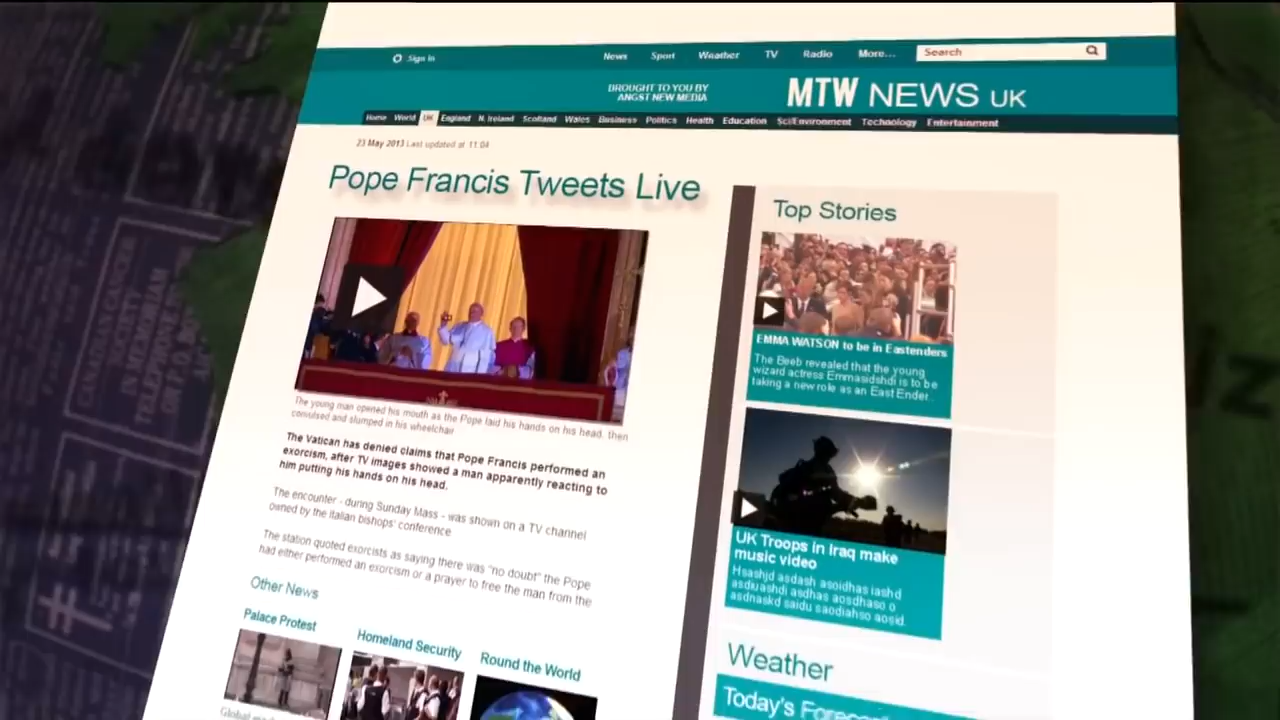 Sign in
News Sport Weather TV Radio More... Search
BROUGHT TO YOU BY
ANGST NEW MEDIA
MTW NEWS UK
Home World UK England N. Ireland Scotland Wales Business Politics Health Education Sci/Environment Technology Entertainment
23 May 2013 Last updated at 11:04
Pope Francis Tweets Live
The young man opened his mouth as the Pope laid his hands on his head, then
convulsed and slumped in his wheelchair
The Vatican has denied claims that Pope Francis performed an
exorcism, after TV images showed a man apparently reacting to
him putting his hands on his head.
The encounter - during Sunday Mass - was shown on a TV channel
owned by the Italian bishops' conference
The station quoted exorcists as saying there was "no doubt" the Pope
had either performed an exorcism or a prayer to free the man from the
Other News
Palace Protest
Homeland Security
Round the World
Top Stories
EMMA WATSON to be in Eastenders
The Beeb revealed that the young
wizard actress Emmasidshdi is to be
taking a new role as an East Ender.
UK Troops in Iraq make
music video
Hsashjd asdash asoidhas iashd
asdiuashdi asdhas aosdhaso o
asdnaskd saidu saodiahso aosid.
Weather
Today's Forecast